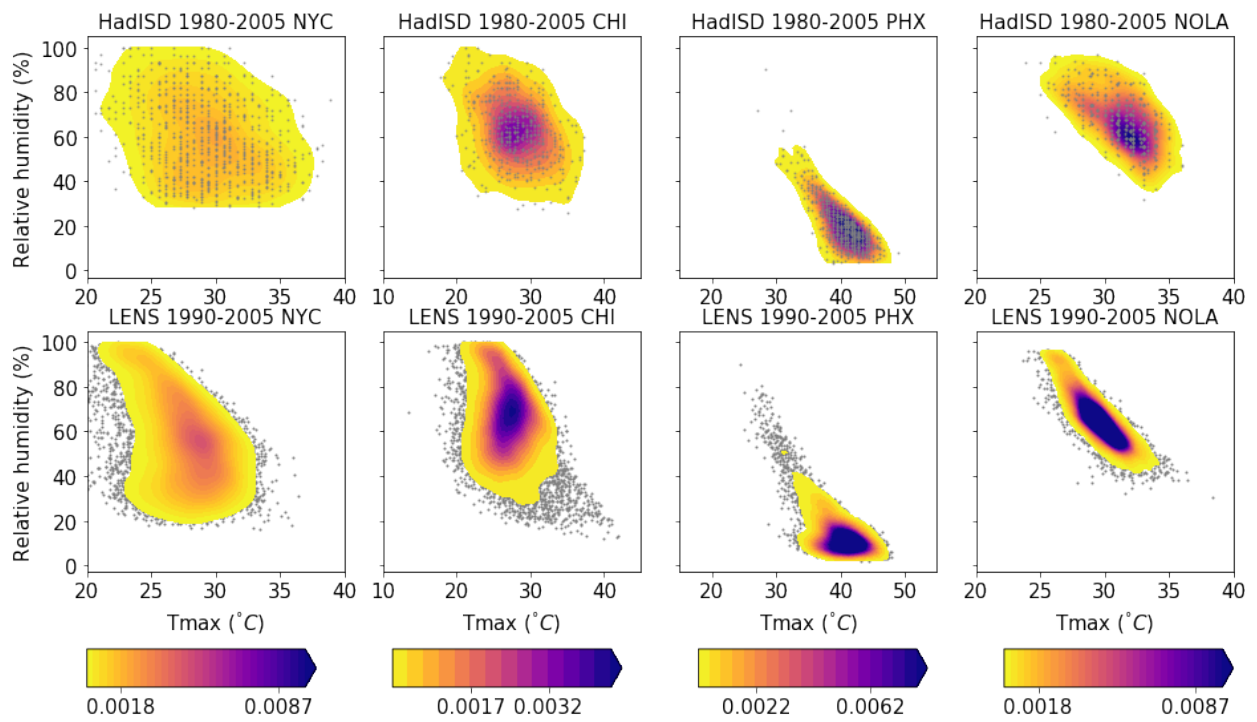 HadISD 1980-2005 NYC
HadISD 1980-2005 CHI
HadISD 1980-2005 PHX
HadISD 1980-2005 NOLA
Relative humidity (%)
100
80
60
40
20
0
20 25 30 35 40
10 20 30 40
20 30 40 50
20 25 30 35 40
LENS 1990-2005 NYC
LENS 1990-2005 CHI
LENS 1990-2005 PHX
LENS 1990-2005 NOLA
Relative humidity (%)
100
80
60
40
20
0
20 25 30 35 40
10 20 30 40
20 30 40 50
20 25 30 35 40
Tmax (°C)
Tmax (°C)
Tmax (°C)
Tmax (°C)
0.0018 0.0087
0.0017 0.0032
0.0022 0.0062
0.0018 0.0087